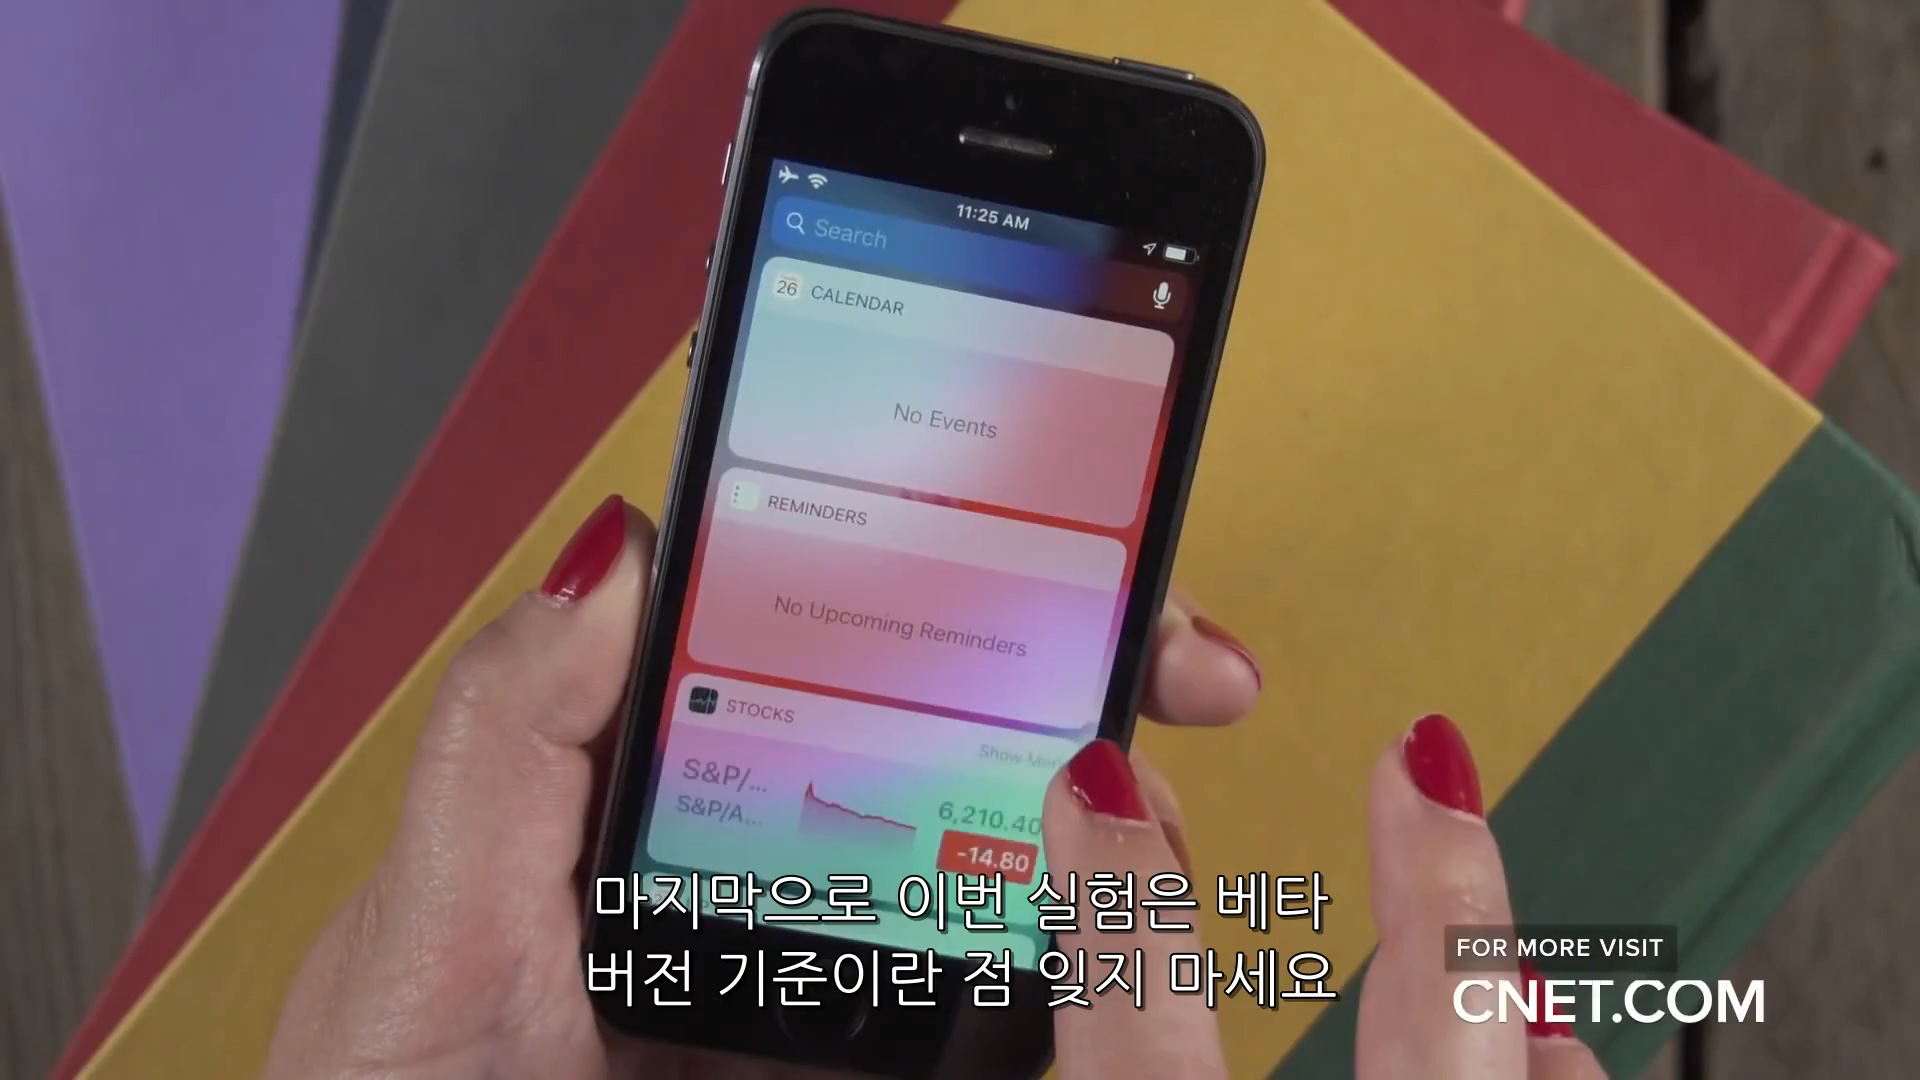 11:25 AM
Search
26 CALENDAR
No Events
REMINDERS
No Upcoming Reminders
STOCKS
Show More
S&P/...
S&P/A...
6,210.40
-14.80
마지막으로 이번 실험은 베타
버전 기준이란 점 잊지 마세요
FOR MORE VISIT
CNET.COM